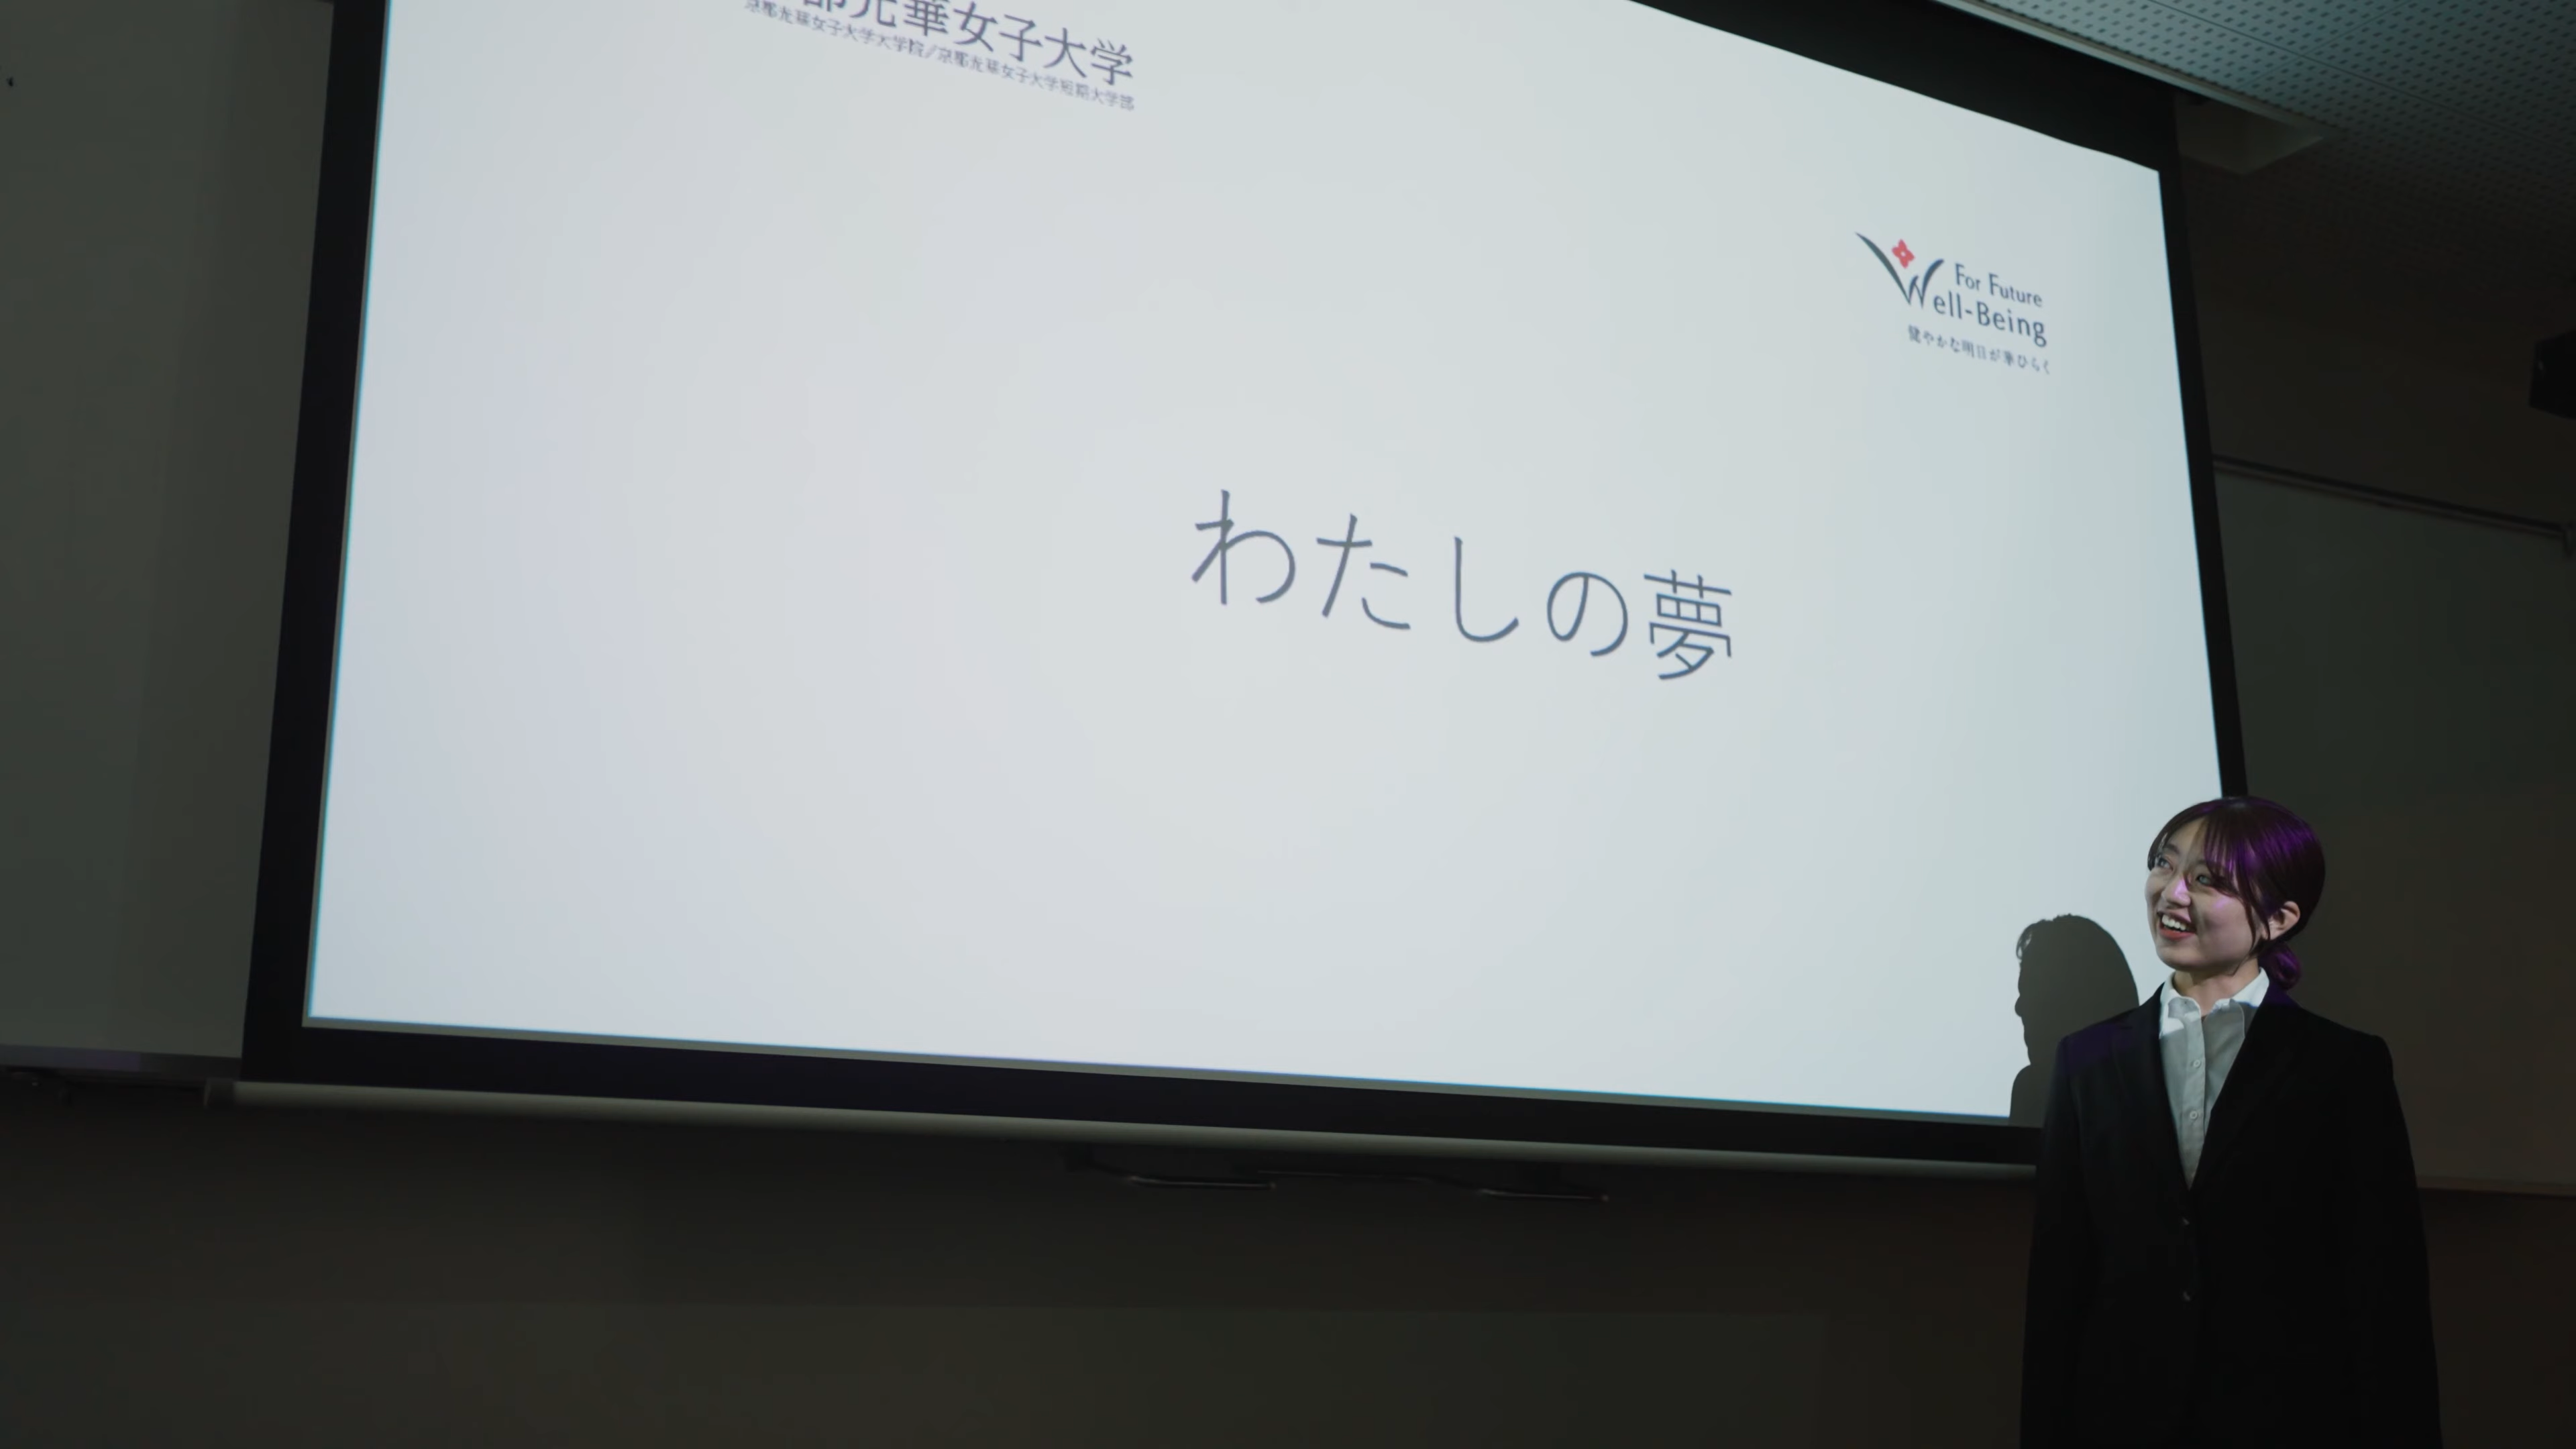 都光華女子大学
京都光華女子大学大学院／京都光華女子大学短期大学部
For Future
Well-Being
健やかな明日が華ひらく
わたしの夢